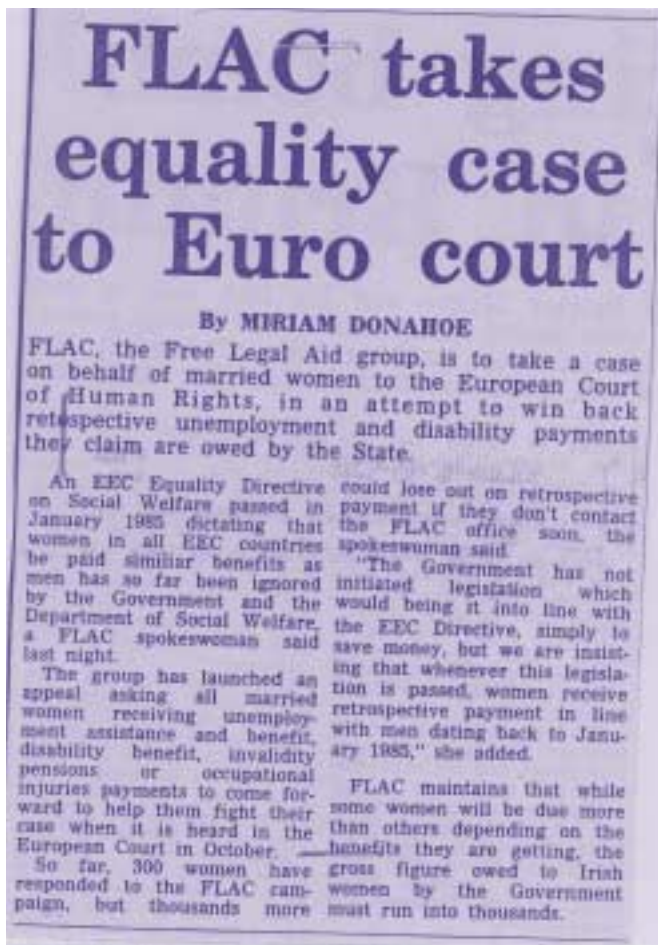 FLAC takes
equality case
to Euro court
By MIRIAM DONAHOE
FLAC, the Free Legal Aid group, is to take a case
on behalf of married women to the European Court
of Human Rights, in an attempt to win back
retospective unemployment and disability payments
they claim are owed by the State.
An EEC Equality Directive
on Social Welfare passed in
January 1985 dictating that
women in all EEC countries
be paid similiar benefits as
men has so far been ignored
by the Government and the
Department of Social Welfare,
a FLAC spokeswoman said
last night.
The group has launched an
appeal asking all married
women receiving unemploy-
ment assistance and benefit,
disability benefit, invalidity
pensions or occupational
injuries payments to come for-
ward to help them fight their
case when it is heard in the
European Court in October.
So far, 300 women have
responded to the FLAC cam-
paign, but thousands more
could lose out on retrospective
payment if they don't contact
the FLAC office soon, the
spokeswoman said.
"The Government has not
initiated legislation which
would being it into line with
the EEC Directive, simply to
save money, but we are insist-
ing that whenever this legisla-
tion is passed, women receive
retrospective payment in line
with men dating back to Janu-
ary 1985," she added.
FLAC maintains that while
some women will be due more
than others depending on the
benefits they are getting, the
gross figure owed to Irish
women by the Government
must run into thousands.